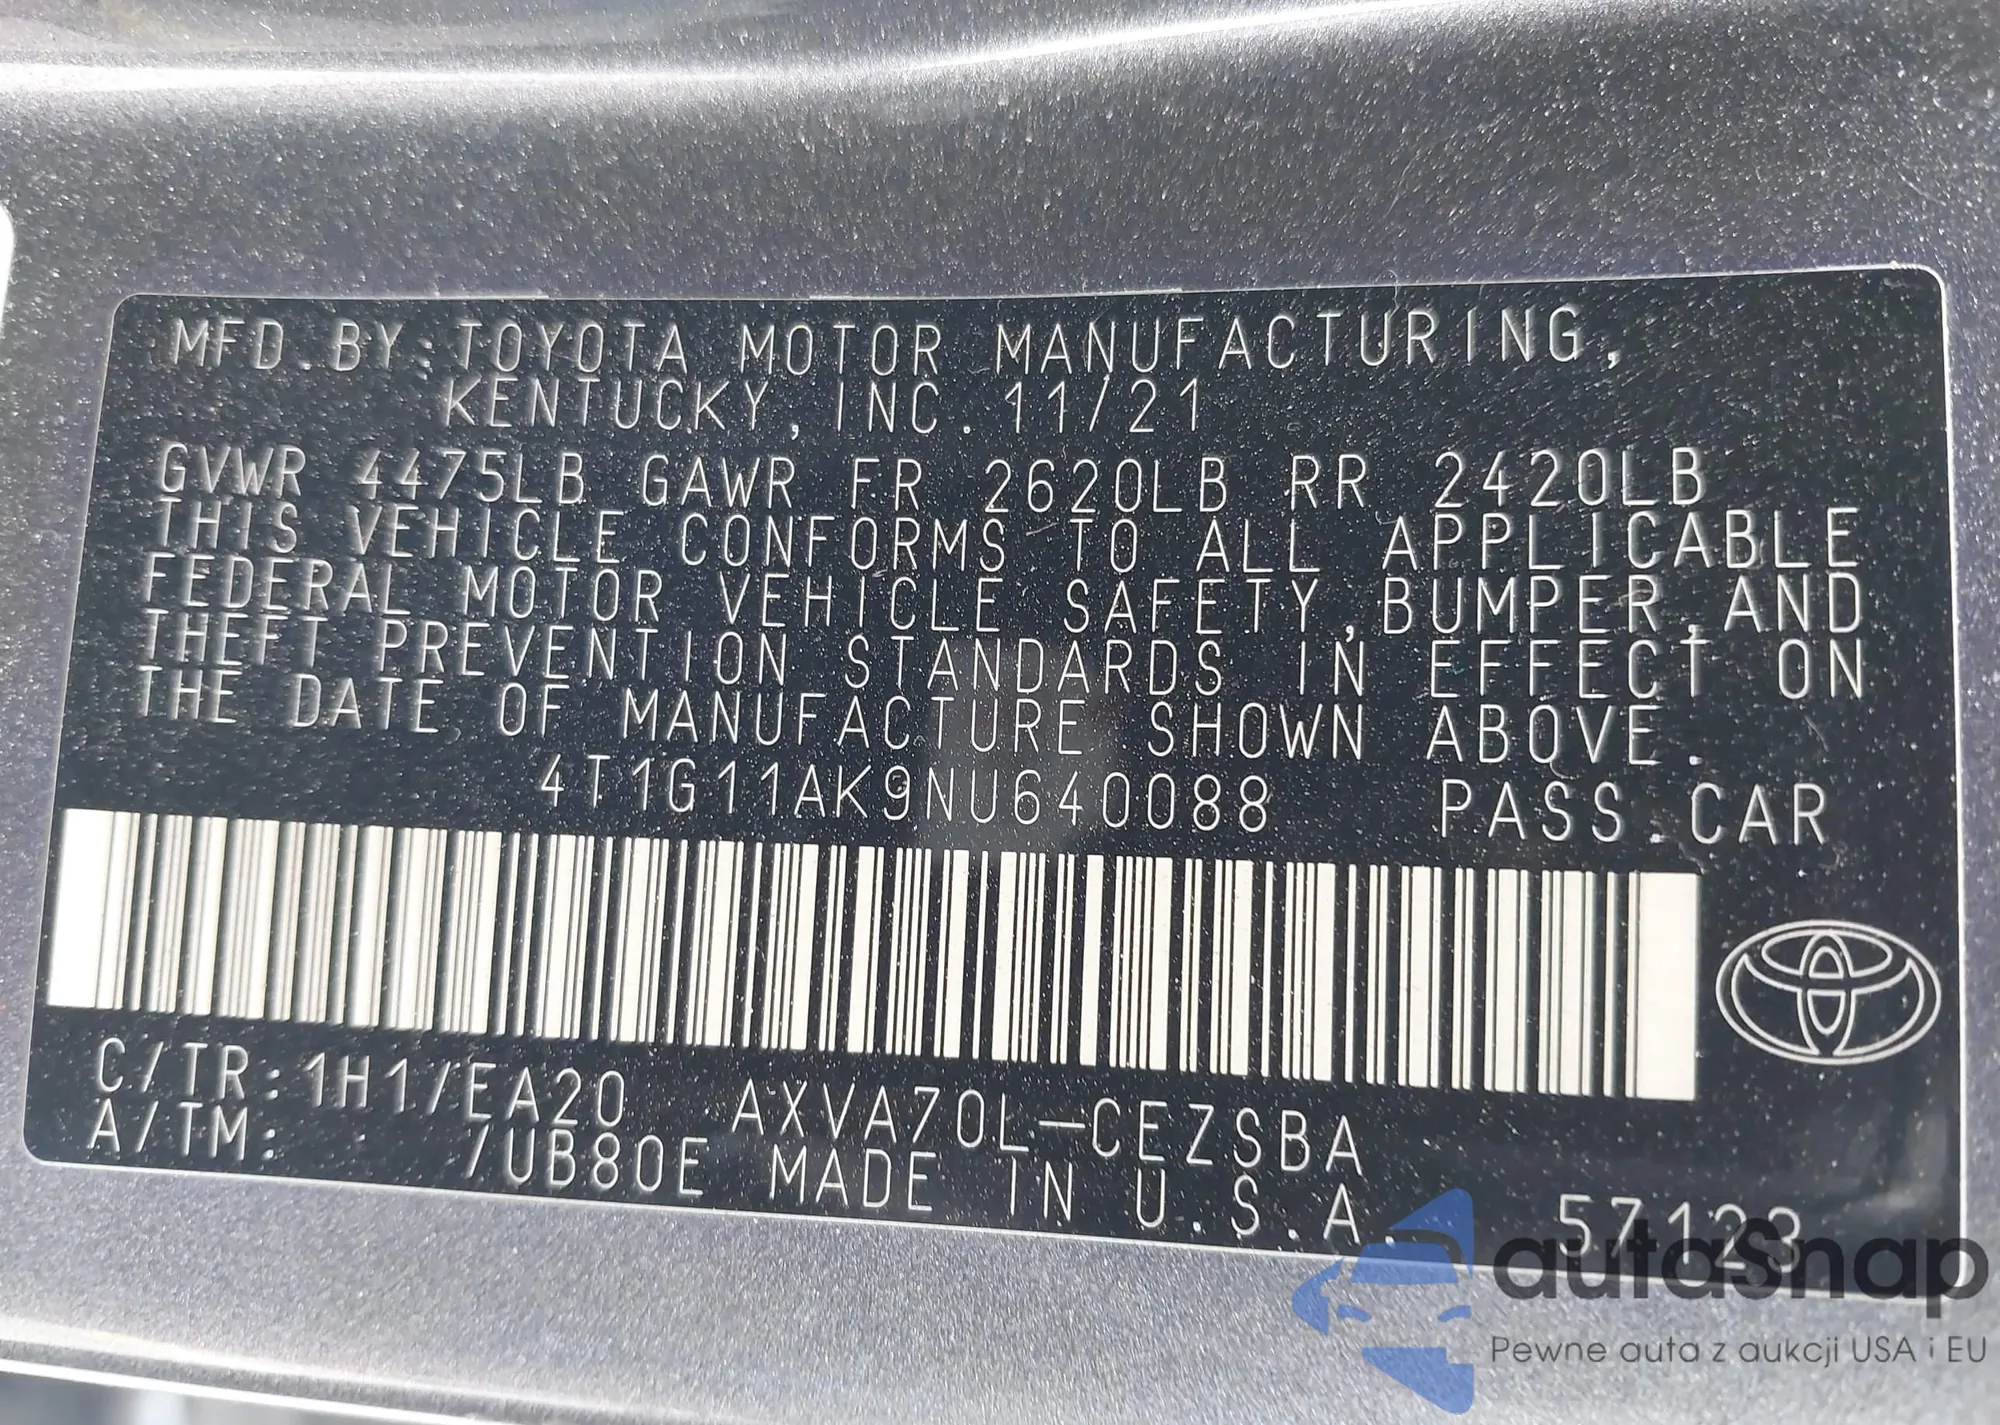 MFD.BY:TOYOTA MOTOR MANUFACTURING,
KENTUCKY, INC. 11/21
GVWR 4475LB GAWR FR 2620LB RR 2420LB
THIS VEHICLE CONFORMS TO ALL APPLICABLE
FEDERAL MOTOR VEHICLE SAFETY,BUMPER,AND
THEFT PREVENTION STANDARDS IN EFFECT ON
THE DATE OF MANUFACTURE SHOWN ABOVE.
4T1G11AK9NU640088 PASS.CAR
C/TR:1H1/EA20 AXVA70L-CEZSBA
A/TM: /UB80E MADE IN U.S.A. 57123
autasnap
Pewne auta z aukcji USA i EU